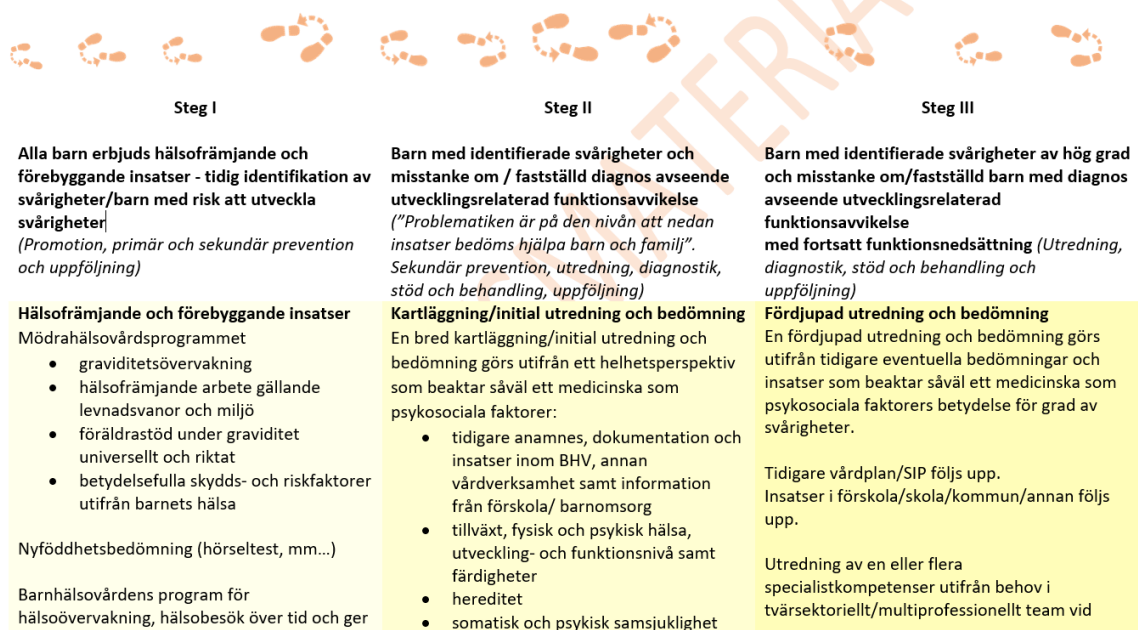 Steg I
Alla barn erbjuds hälsofrämjande och
förebyggande insatser - tidig identifikation av
svårigheter/barn med risk att utveckla
svårigheter
(Promotion, primär och sekundär prevention
och uppföljning)
Hälsofrämjande och förebyggande insatser
Mödrahälsovårdsprogrammet
• graviditetsövervakning
• hälsofrämjande arbete gällande
levnadsvanor och miljö
• föräldrastöd under graviditet
universellt och riktat
• betydelsefulla skydds- och riskfaktorer
utifrån barnets hälsa
Nyföddhetsbedömning (hörseltest, mm...)
Barnhälsovårdens program för
hälsoövervakning, hälsobesök över tid och ger
Steg II
Barn med identifierade svårigheter och
misstanke om / fastställd diagnos avseende
utvecklingsrelaterad funktionsavvikelse
(”Problematiken är på den nivån att nedan
insatser bedöms hjälpa barn och familj”.
Sekundär prevention, utredning, diagnostik,
stöd och behandling, uppföljning)
Kartläggning/initial utredning och bedömning
En bred kartläggning/initial utredning och
bedömning görs utifrån ett helhetsperspektiv
som beaktar såväl ett medicinska som
psykosociala faktorer:
• tidigare anamnes, dokumentation och
insatser inom BHV, annan
vårdverksamhet samt information
från förskola/ barnomsorg
• tillväxt, fysisk och psykisk hälsa,
utveckling- och funktionsnivå samt
färdigheter
• hereditet
• somatisk och psykisk samsjuklighet
Steg III
Barn med identifierade svårigheter av hög grad
och misstanke om/fastställd barn med diagnos
avseende utvecklingsrelaterad
funktionsavvikelse
med fortsatt funktionsnedsättning (Utredning,
diagnostik, stöd och behandling och
uppföljning)
Fördjupad utredning och bedömning
En fördjupad utredning och bedömning görs
utifrån tidigare eventuella bedömningar och
insatser som beaktar såväl ett medicinska som
psykosociala faktorers betydelse för grad av
svårigheter.
Tidigare vårdplan/SIP följs upp.
Insatser i förskola/skola/kommun/annan följs
upp.
Utredning av en eller flera
specialistkompetenser utifrån behov i
tvärsektoriellt/multiprofessionellt team vid
SMATERIA